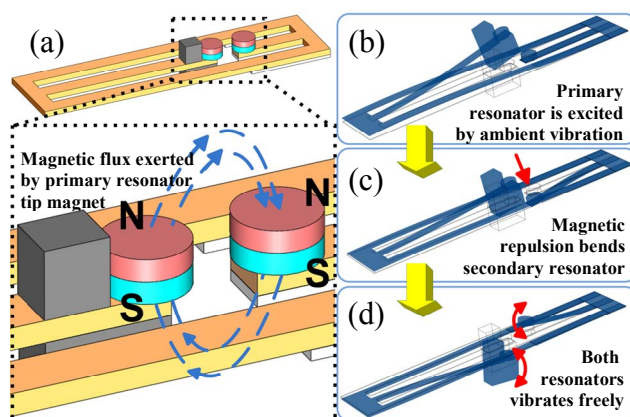 (a)
Magnetic flux exerted
by primary resonator
tip magnet
N
N
S
S
(b)
Primary
resonator is excited
by ambient vibration
(c)
Magnetic
repulsion bends
secondary resonator
(d)
Both
resonators
vibrates freely